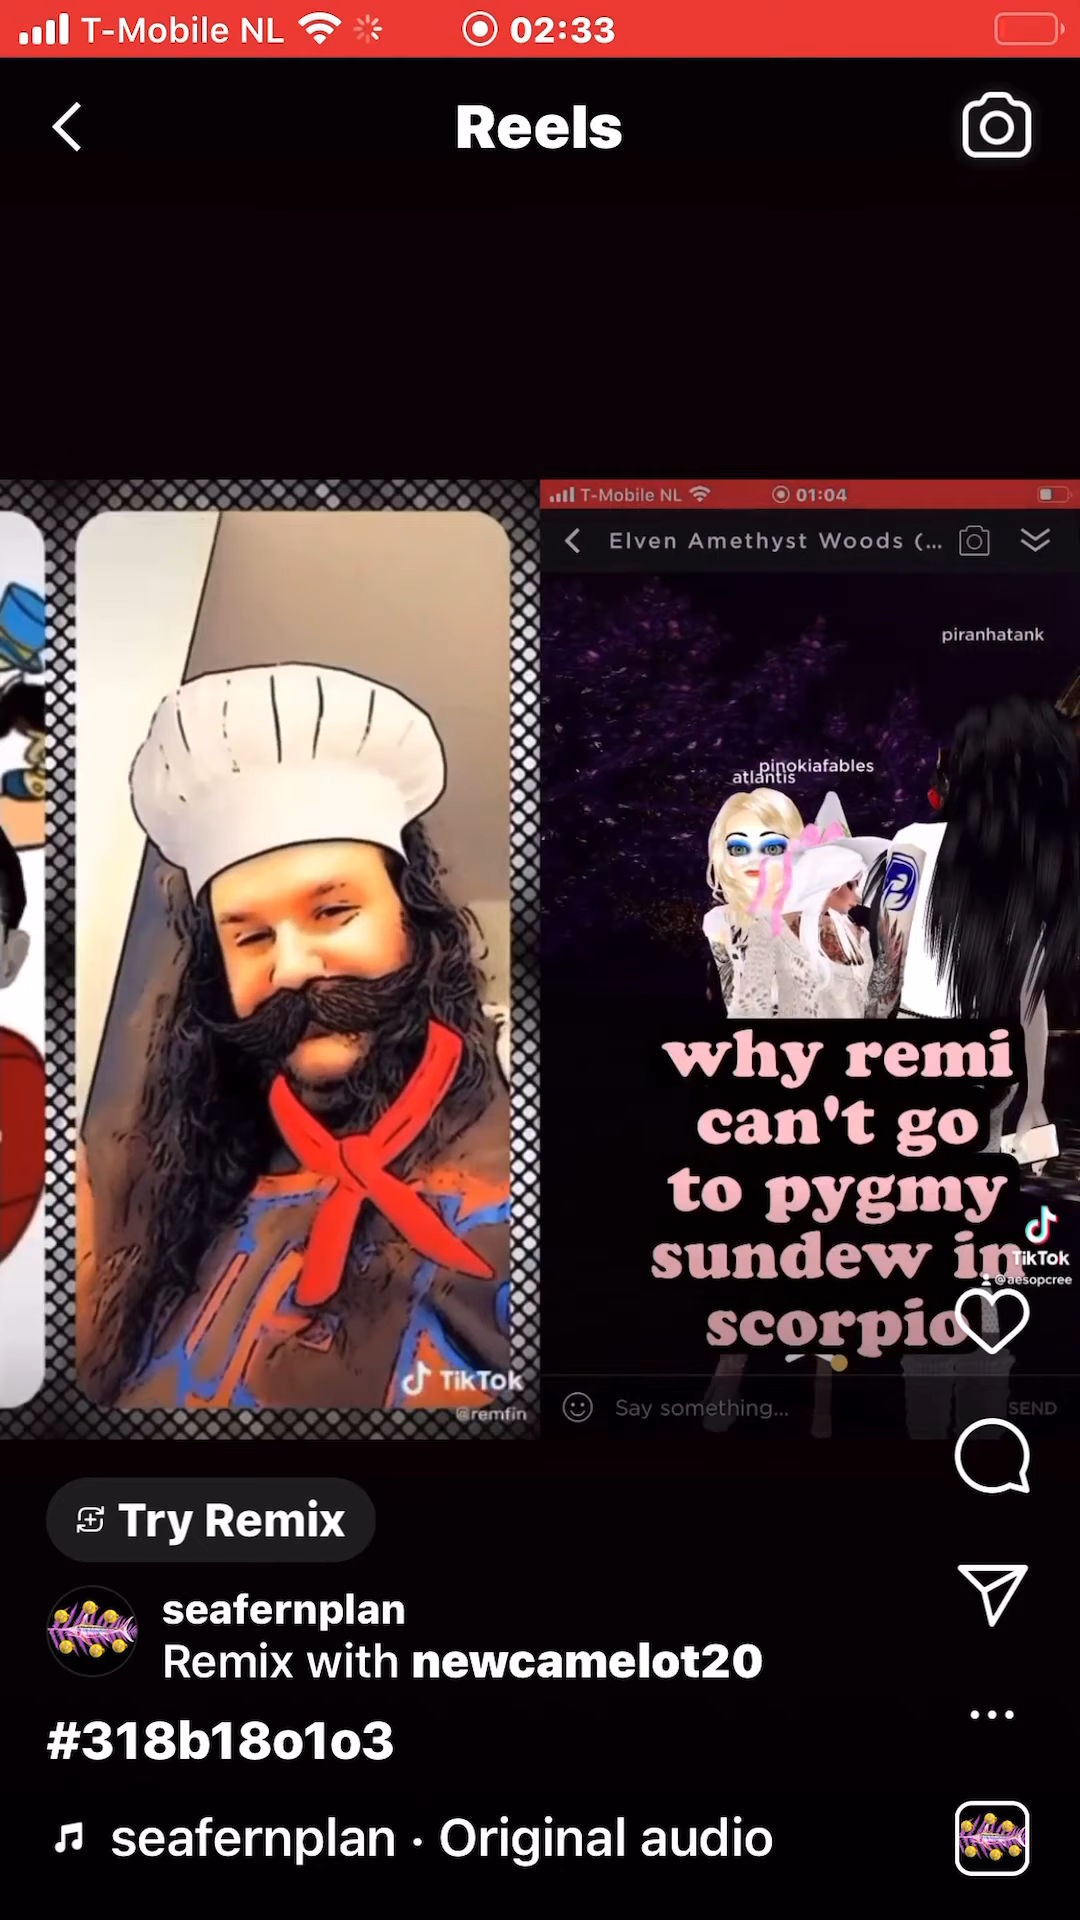 T-Mobile NL 02:33
Reels
T-Mobile NL 01:04
Elven Amethyst Woods (...
piranhatank
pinokiafables
atlantis
why remi
can't go
to pygmy
sundew in
scorpio
TikTok
@aesopcree
TikTok
@remfin
Say something... SEND
Try Remix
seafernplan
Remix with newcamelot20
#318b18o1o3
seafernplan · Original audio